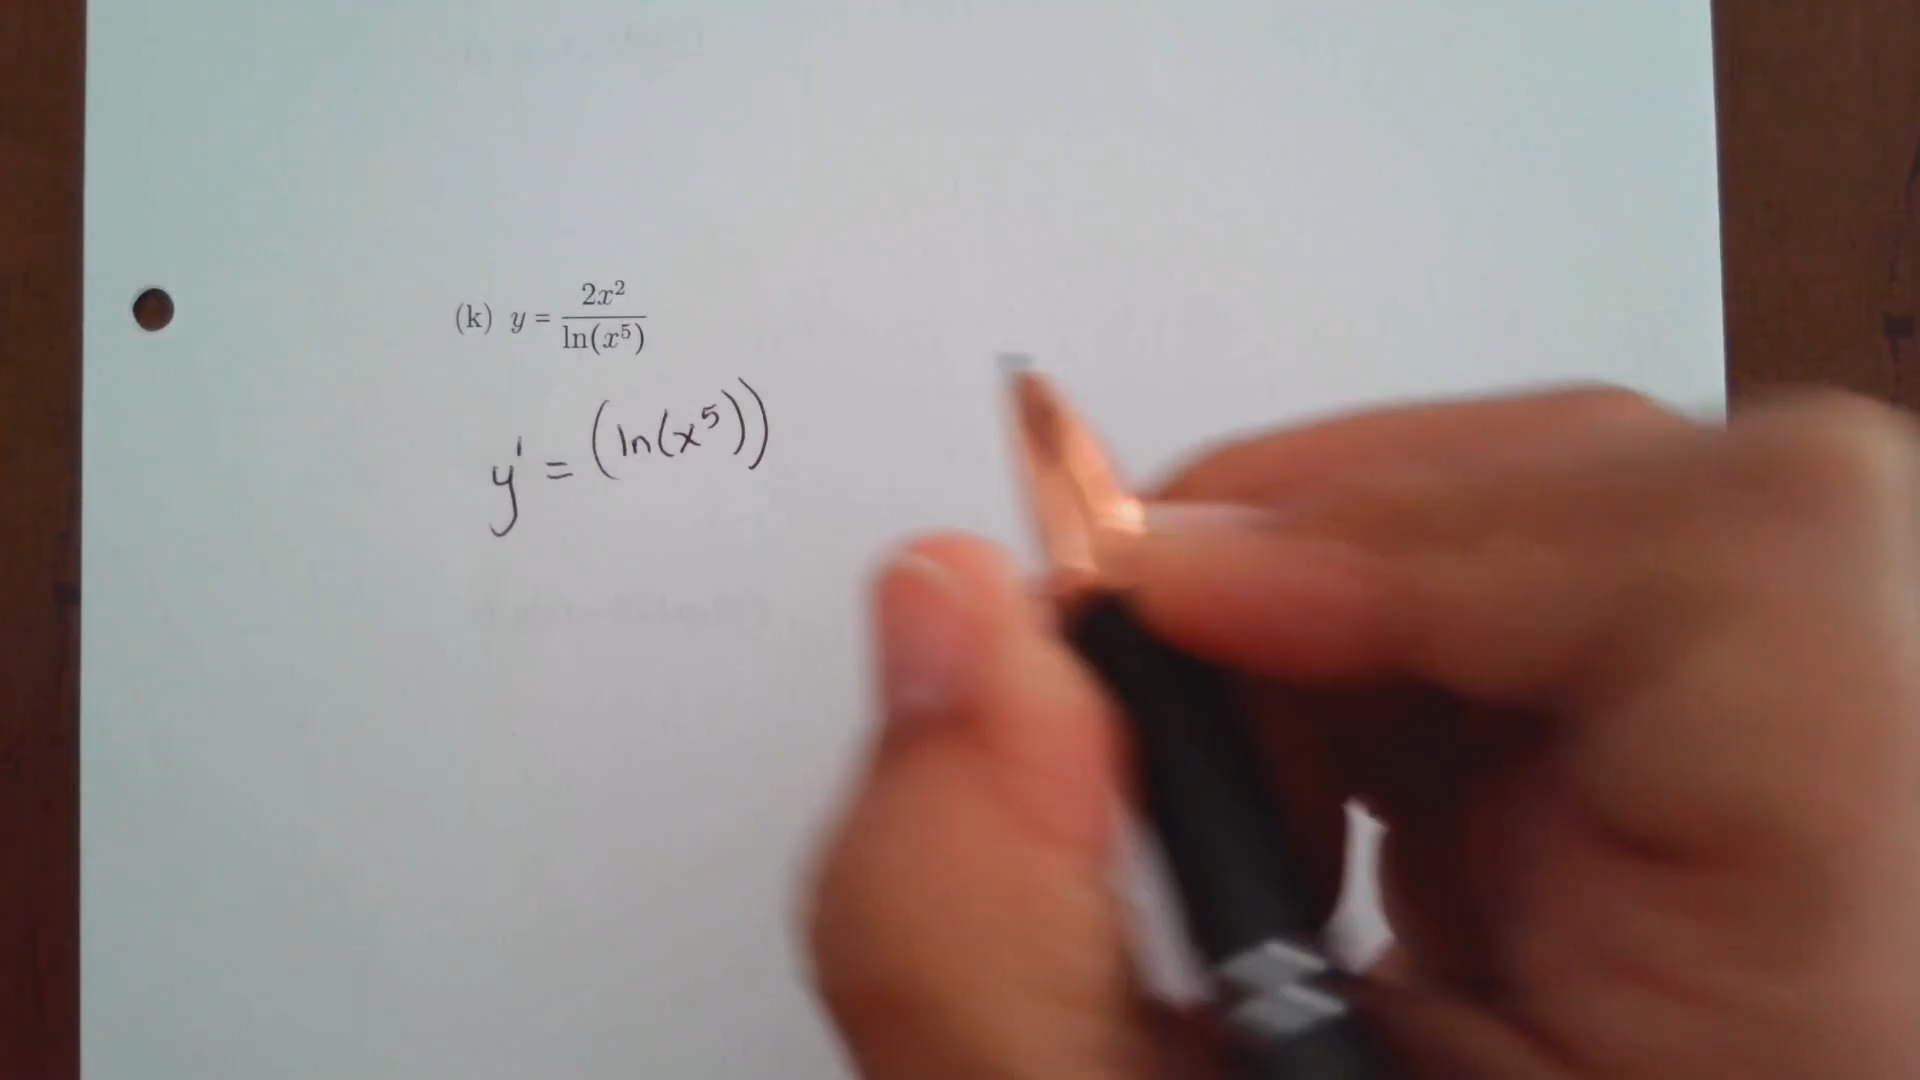 (k) y = 2x² / ln(x⁵)
y' = (ln(x⁵))